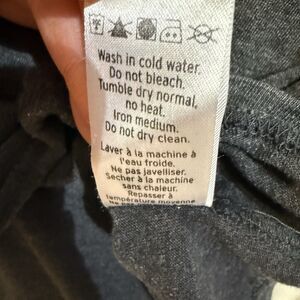 Wash in cold water.
Do not bleach.
Tumble dry normal,
no heat.
Iron medium.
Do not dry clean.
Laver à la machine à
l'eau froide.
Ne pas javelliser.
Sécher à la machine
sans chaleur.
Repasser à
température moyenne